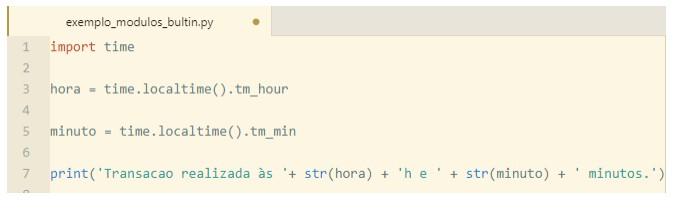 exemplo_modulos_bultin.py
1 import time
2
3 hora = time.localtime().tm_hour
4
5 minuto = time.localtime().tm_min
6
7 print('Transacao realizada às '+ str(hora) + 'h e ' + str(minuto) + ' minutos.')